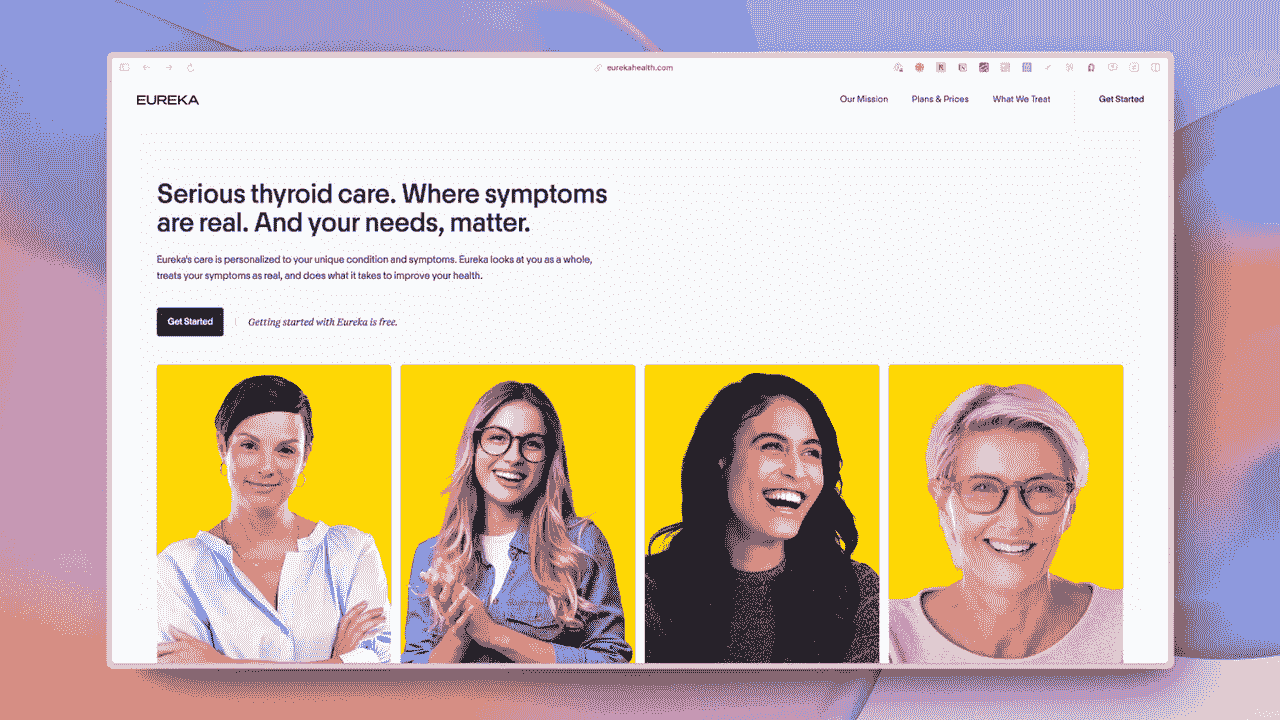 eurekahealth.com
EUREKA
Our Mission
Plans & Prices
What We Treat
Get Started
Serious thyroid care. Where symptoms
are real. And your needs, matter.
Eureka's care is personalized to your unique condition and symptoms. Eureka looks at you as a whole,
treats your symptoms as real, and does what it takes to improve your health.
Get Started
Getting started with Eureka is free.